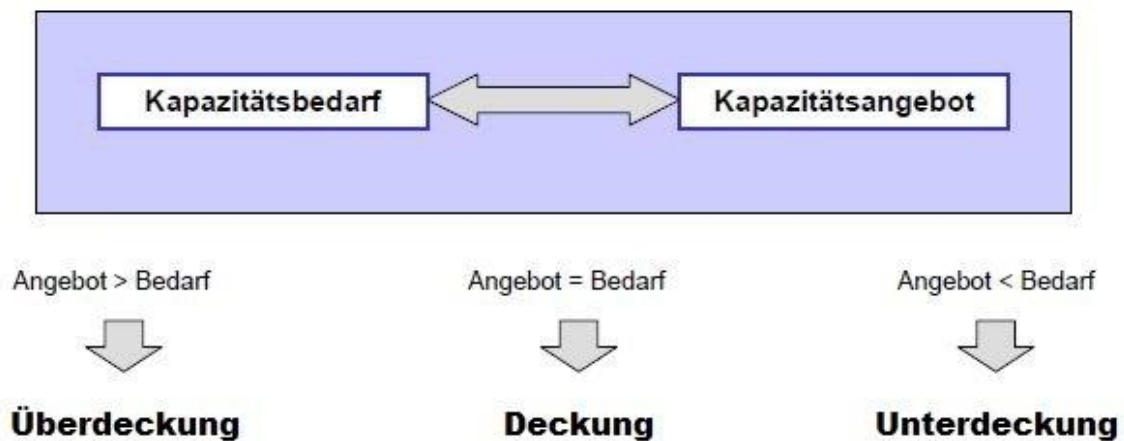 Kapazitätsbedarf Kapazitätsangebot
Angebot > Bedarf Angebot = Bedarf Angebot < Bedarf
Überdeckung Deckung Unterdeckung